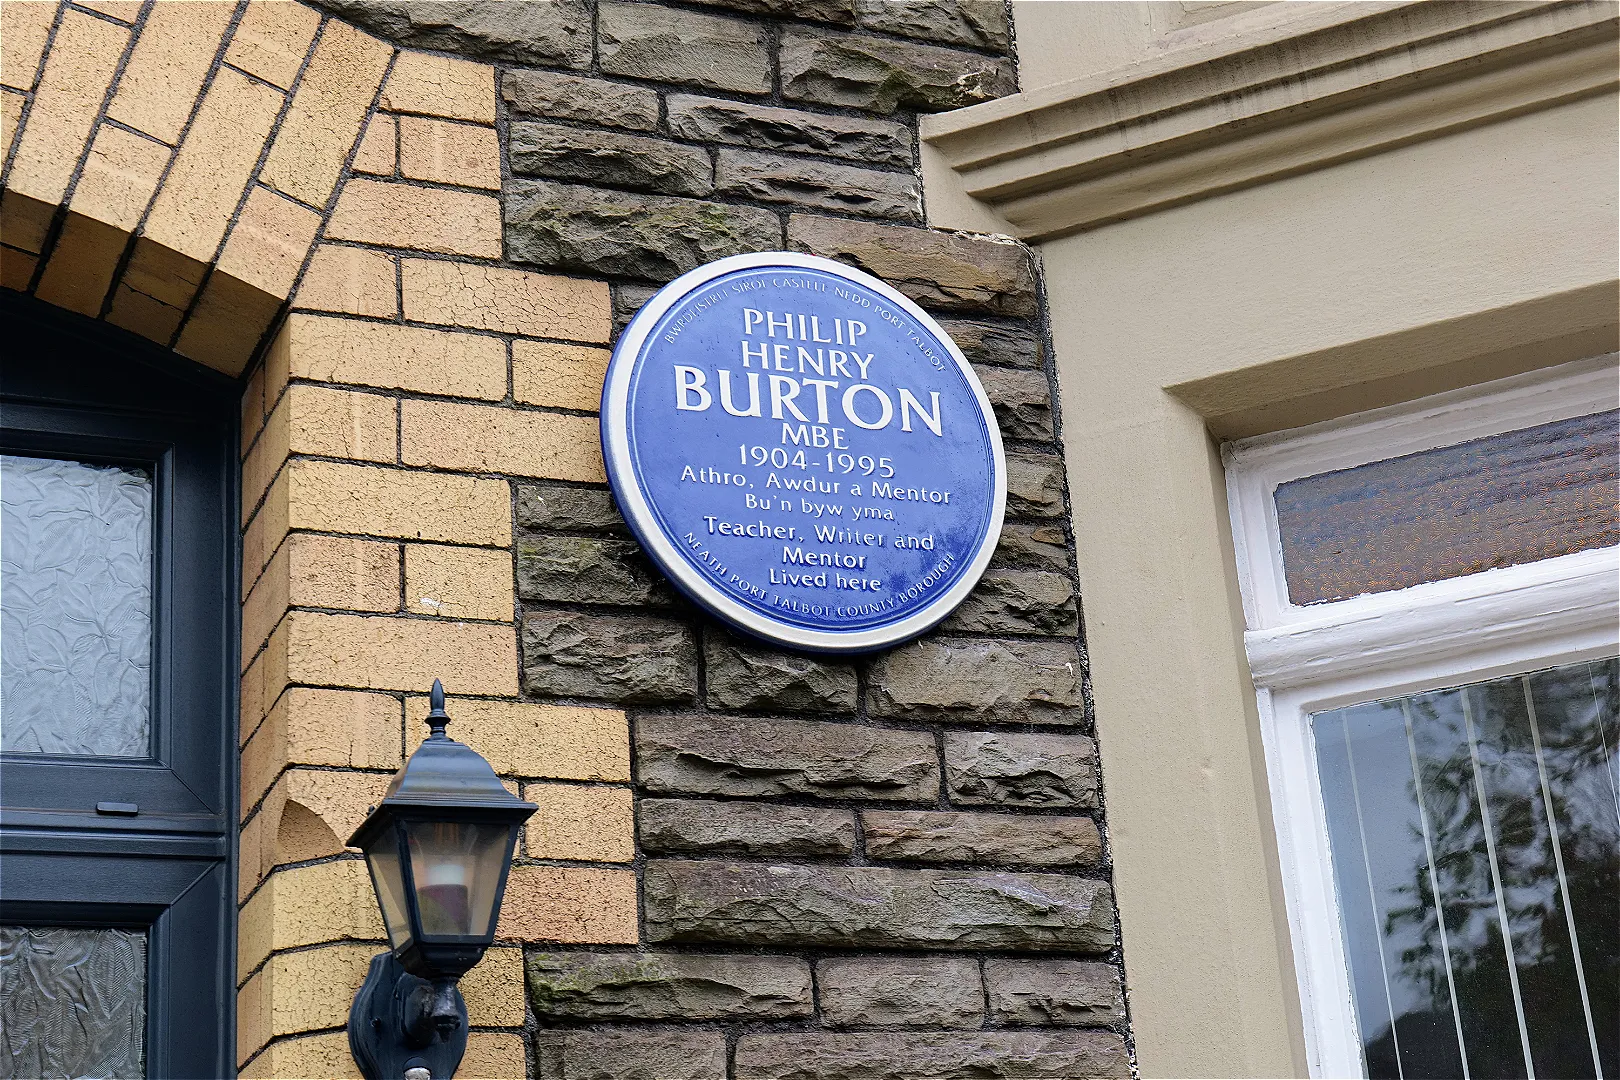 BWRDEISTREF SIROL CASTELL-NEDD PORT TALBOT
PHILIP
HENRY
BURTON
MBE
1904-1995
Athro, Awdur a Mentor
Bu'n byw yma
Teacher, Writer and
Mentor
Lived here
NEATH PORT TALBOT COUNTY BOROUGH